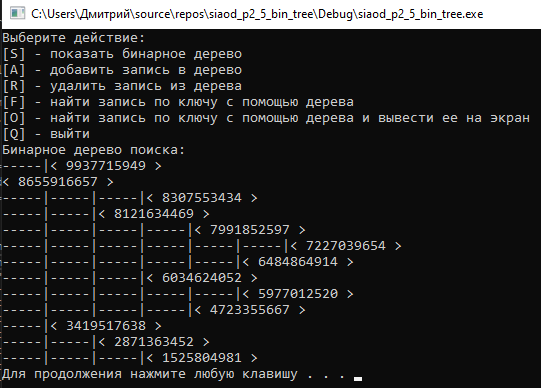 C:\Users\Дмитрий\source\repos\siaod_p2_5_bin_tree\Debug\siaod_p2_5_bin_tree.exe
Выберите действие:
[S] - показать бинарное дерево
[A] - добавить запись в дерево
[R] - удалить запись из дерева
[F] - найти запись по ключу с помощью дерева
[O] - найти запись по ключу с помощью дерева и вывести ее на экран
[Q] - выйти
Бинарное дерево поиска:
-----|< 9937715949 >
< 8655916657 >
-----|-----|-----|< 8307553434 >
-----|-----|< 8121634469 >
-----|-----|-----|-----|< 7991852597 >
-----|-----|-----|-----|-----|-----|< 7227039654 >
-----|-----|-----|-----|-----|< 6484864914 >
-----|-----|-----|< 6034624052 >
-----|-----|-----|-----|-----|< 5977012520 >
-----|-----|-----|-----|< 4723355667 >
-----|< 3419517638 >
-----|-----|< 2871363452 >
-----|-----|-----|< 1525804981 >
Для продолжения нажмите любую клавишу . . .